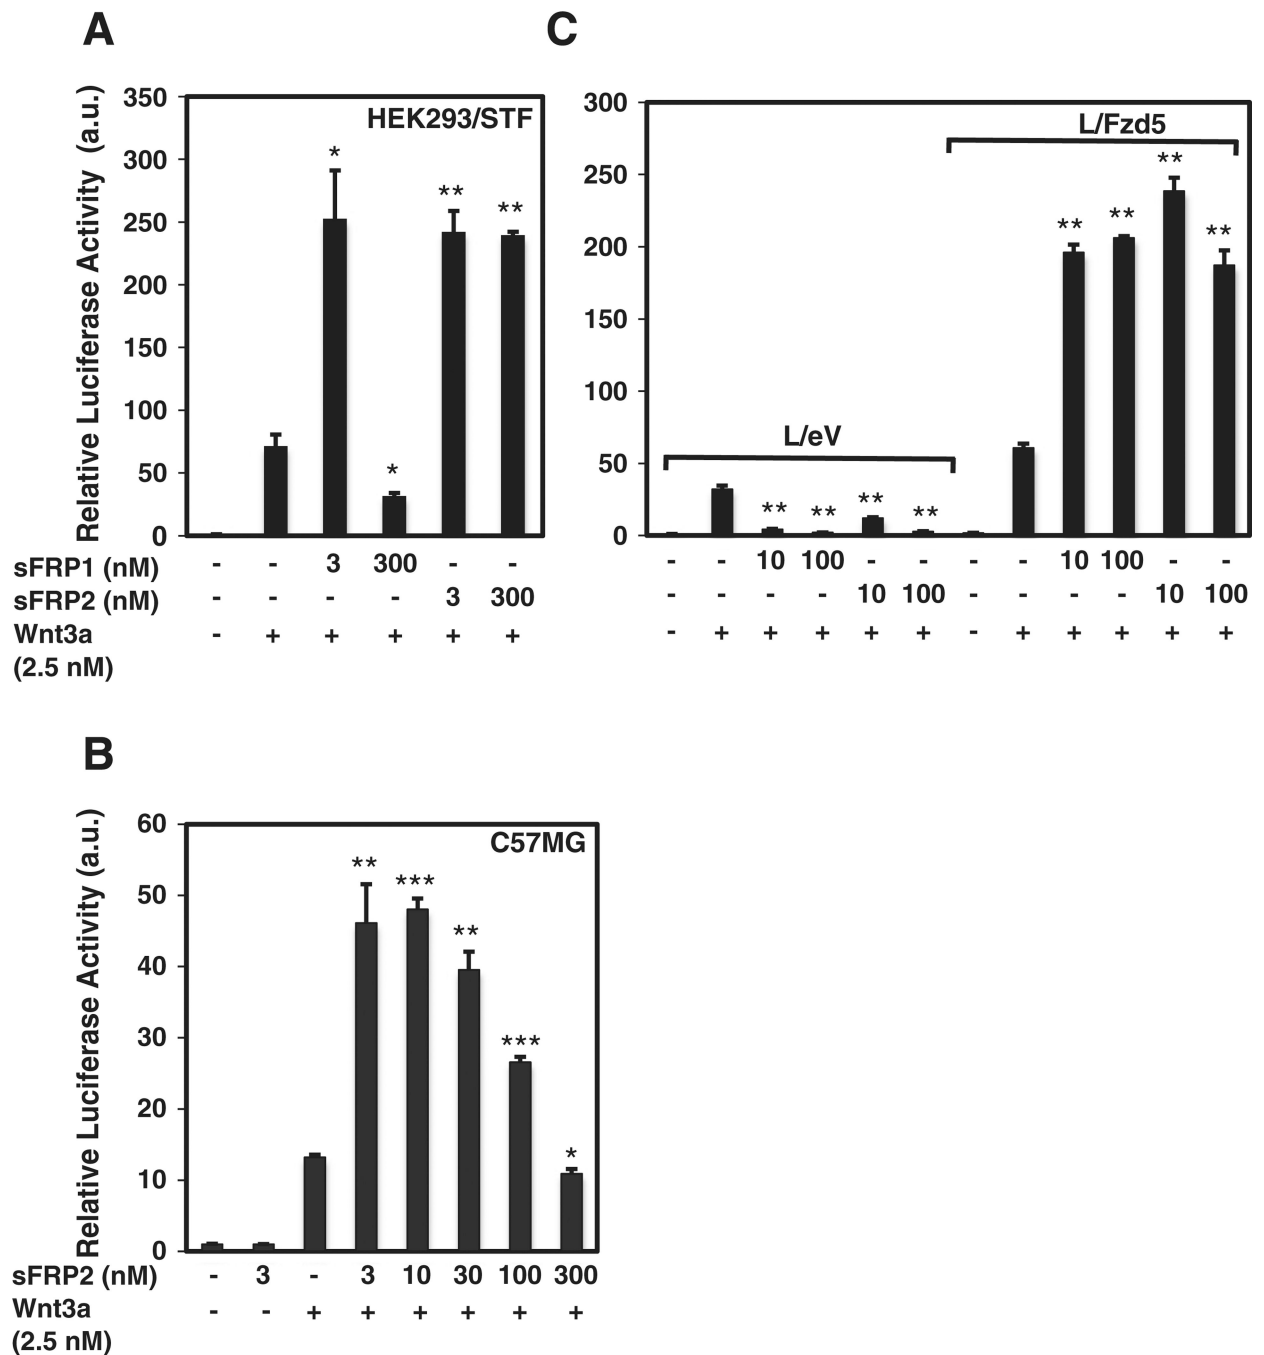 A
Relative Luciferase Activity (a.u.)
350
300
250
200
150
100
50
0
HEK293/STF
*
*
**
**
sFRP1 (nM) - - 3 300 - -
sFRP2 (nM) - - - - 3 300
Wnt3a - + + + + +
(2.5 nM)
C
300
250
200
150
100
50
0
L/eV
L/Fzd5
** ** ** **
** ** ** **
- - 10 100 - - - - 10 100 - -
- - - - 10 100 - - - - 10 100
- + + + + + - + + + + +
B
Relative Luciferase Activity (a.u.)
60
50
40
30
20
10
0
C57MG
**
***
**
***
*
sFRP2 (nM) - 3 - 3 10 30 100 300
Wnt3a - - + + + + + +
(2.5 nM)